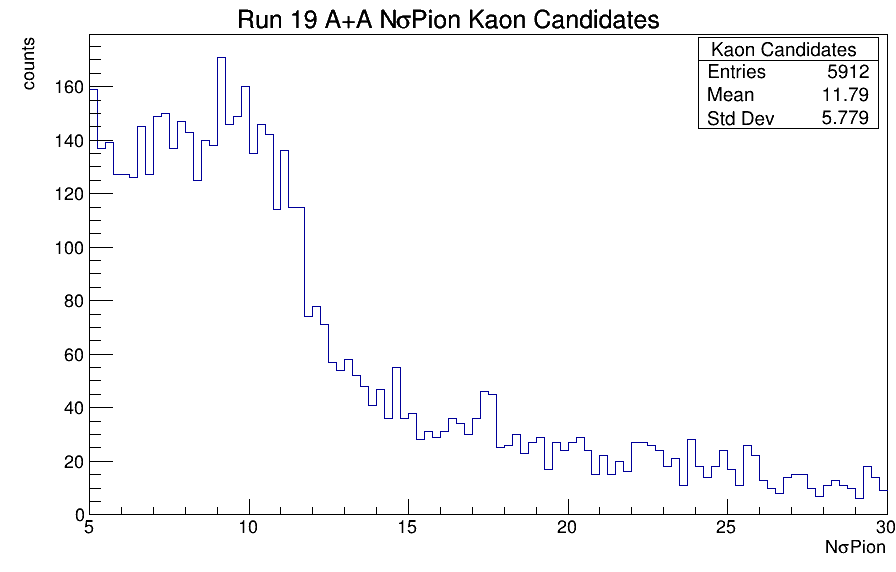 Run 19 A+A NσPion Kaon Candidates
counts
Kaon Candidates
Entries 5912
Mean 11.79
Std Dev 5.779
160
140
120
100
80
60
40
20
0
5 10 15 20 25 30
NσPion